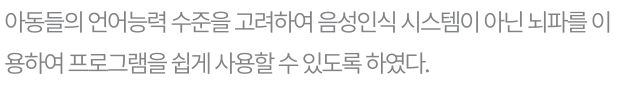 아동들의 언어능력 수준을 고려하여 음성인식 시스템이 아닌 뇌파를 이
용하여 프로그램을 쉽게 사용할 수 있도록 하였다.